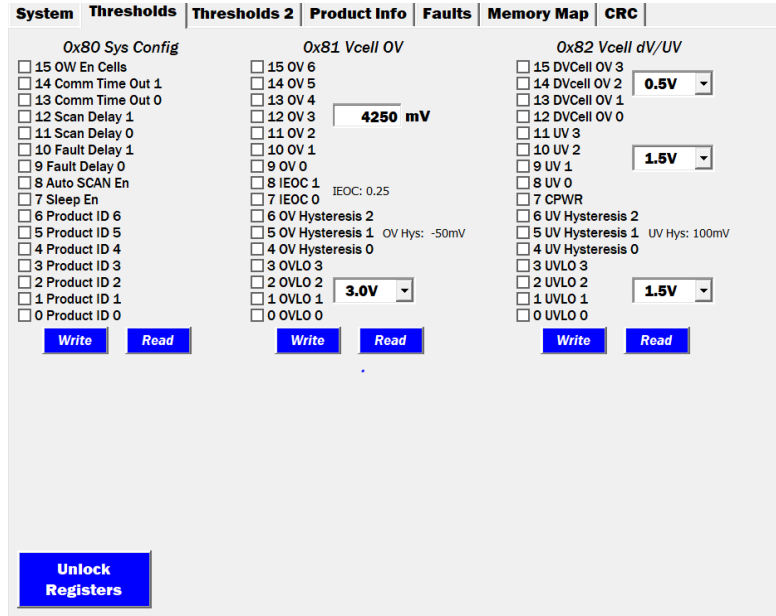 System Thresholds Thresholds 2 Product Info Faults Memory Map CRC
0x80 Sys Config
15 OW En Cells
14 Comm Time Out 1
13 Comm Time Out 0
12 Scan Delay 1
11 Scan Delay 0
10 Fault Delay 1
9 Fault Delay 0
8 Auto SCAN En
7 Sleep En
6 Product ID 6
5 Product ID 5
4 Product ID 4
3 Product ID 3
2 Product ID 2
1 Product ID 1
0 Product ID 0
Write Read
0x81 Vcell OV
15 OV 6
14 OV 5
13 OV 4
12 OV 3 4250 mV
11 OV 2
10 OV 1
9 OV 0
8 IEOC 1
IEOC: 0.25
7 IEOC 0
6 OV Hysteresis 2
5 OV Hysteresis 1 OV Hys: -50mV
4 OV Hysteresis 0
3 OVLO 3
2 OVLO 2
3.0V
1 OVLO 1
0 OVLO 0
Write Read
0x82 Vcell dV/UV
15 DVCell OV 3
14 DVCell OV 2 0.5V
13 DVCell OV 1
12 DVCell OV 0
11 UV 3
10 UV 2
1.5V
9 UV 1
8 UV 0
7 CPWR
6 UV Hysteresis 2
5 UV Hysteresis 1 UV Hys: 100mV
4 UV Hysteresis 0
3 UVLO 3
2 UVLO 2
1.5V
1 UVLO 1
0 UVLO 0
Write Read
Unlock
Registers